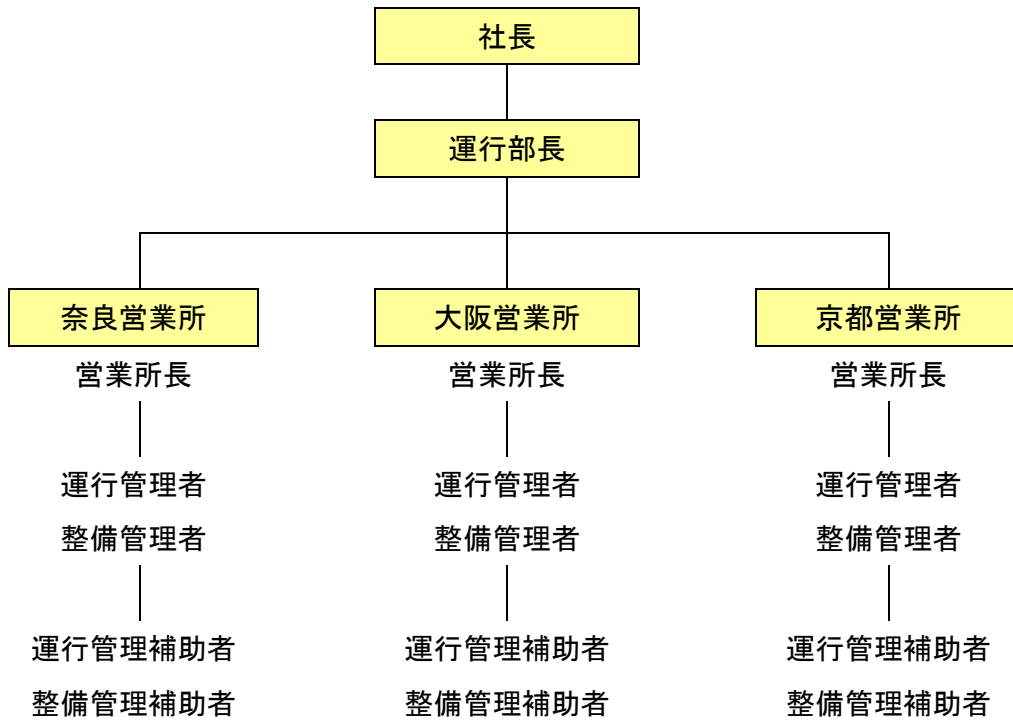 社長
運行部長
奈良営業所
大阪営業所
京都営業所
営業所長
営業所長
営業所長
運行管理者
運行管理者
運行管理者
整備管理者
整備管理者
整備管理者
運行管理補助者
運行管理補助者
運行管理補助者
整備管理補助者
整備管理補助者
整備管理補助者